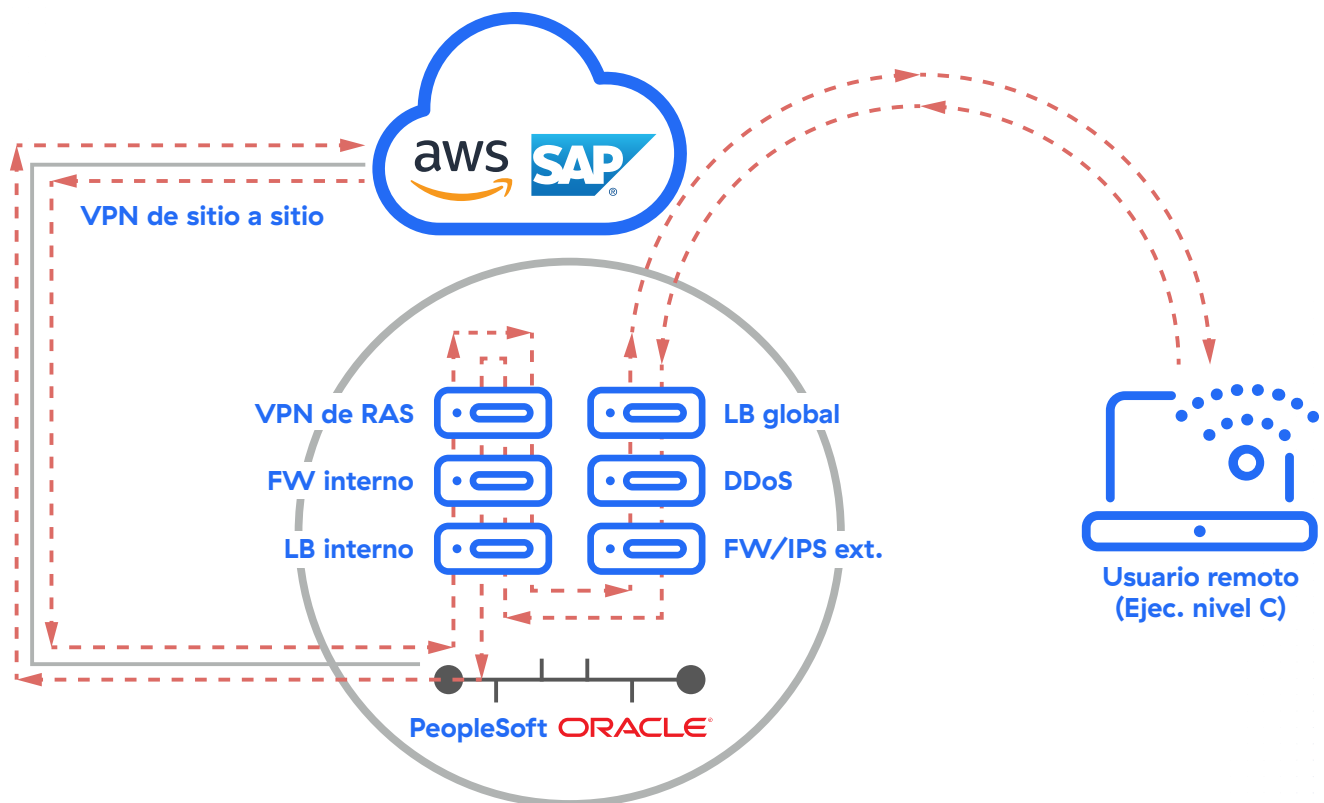 aws
SAP
®
VPN de sitio a sitio
VPN de RAS
LB global
FW interno
DDoS
LB interno
FW/IPS ext.
Usuario remoto
(Ejec. nivel C)
PeopleSoft ORACLE®